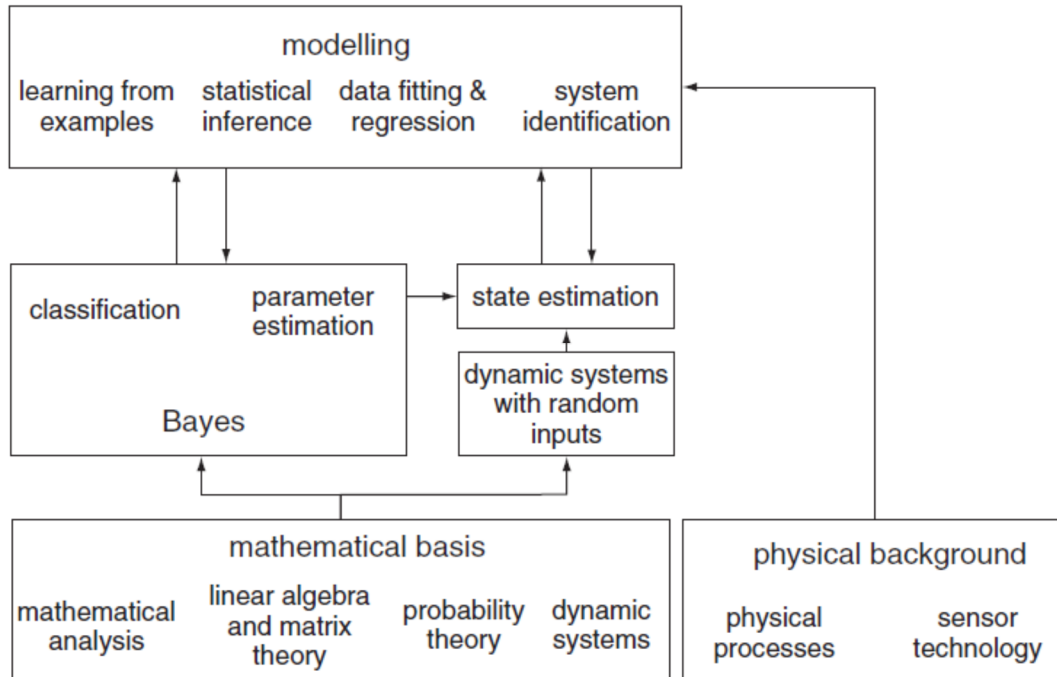 modelling
learning from
examples
statistical
inference
data fitting &
regression
system
identification
classification
parameter
estimation
Bayes
state estimation
dynamic systems
with random
inputs
mathematical basis
mathematical
analysis
linear algebra
and matrix
theory
probability
theory
dynamic
systems
physical background
physical
processes
sensor
technology